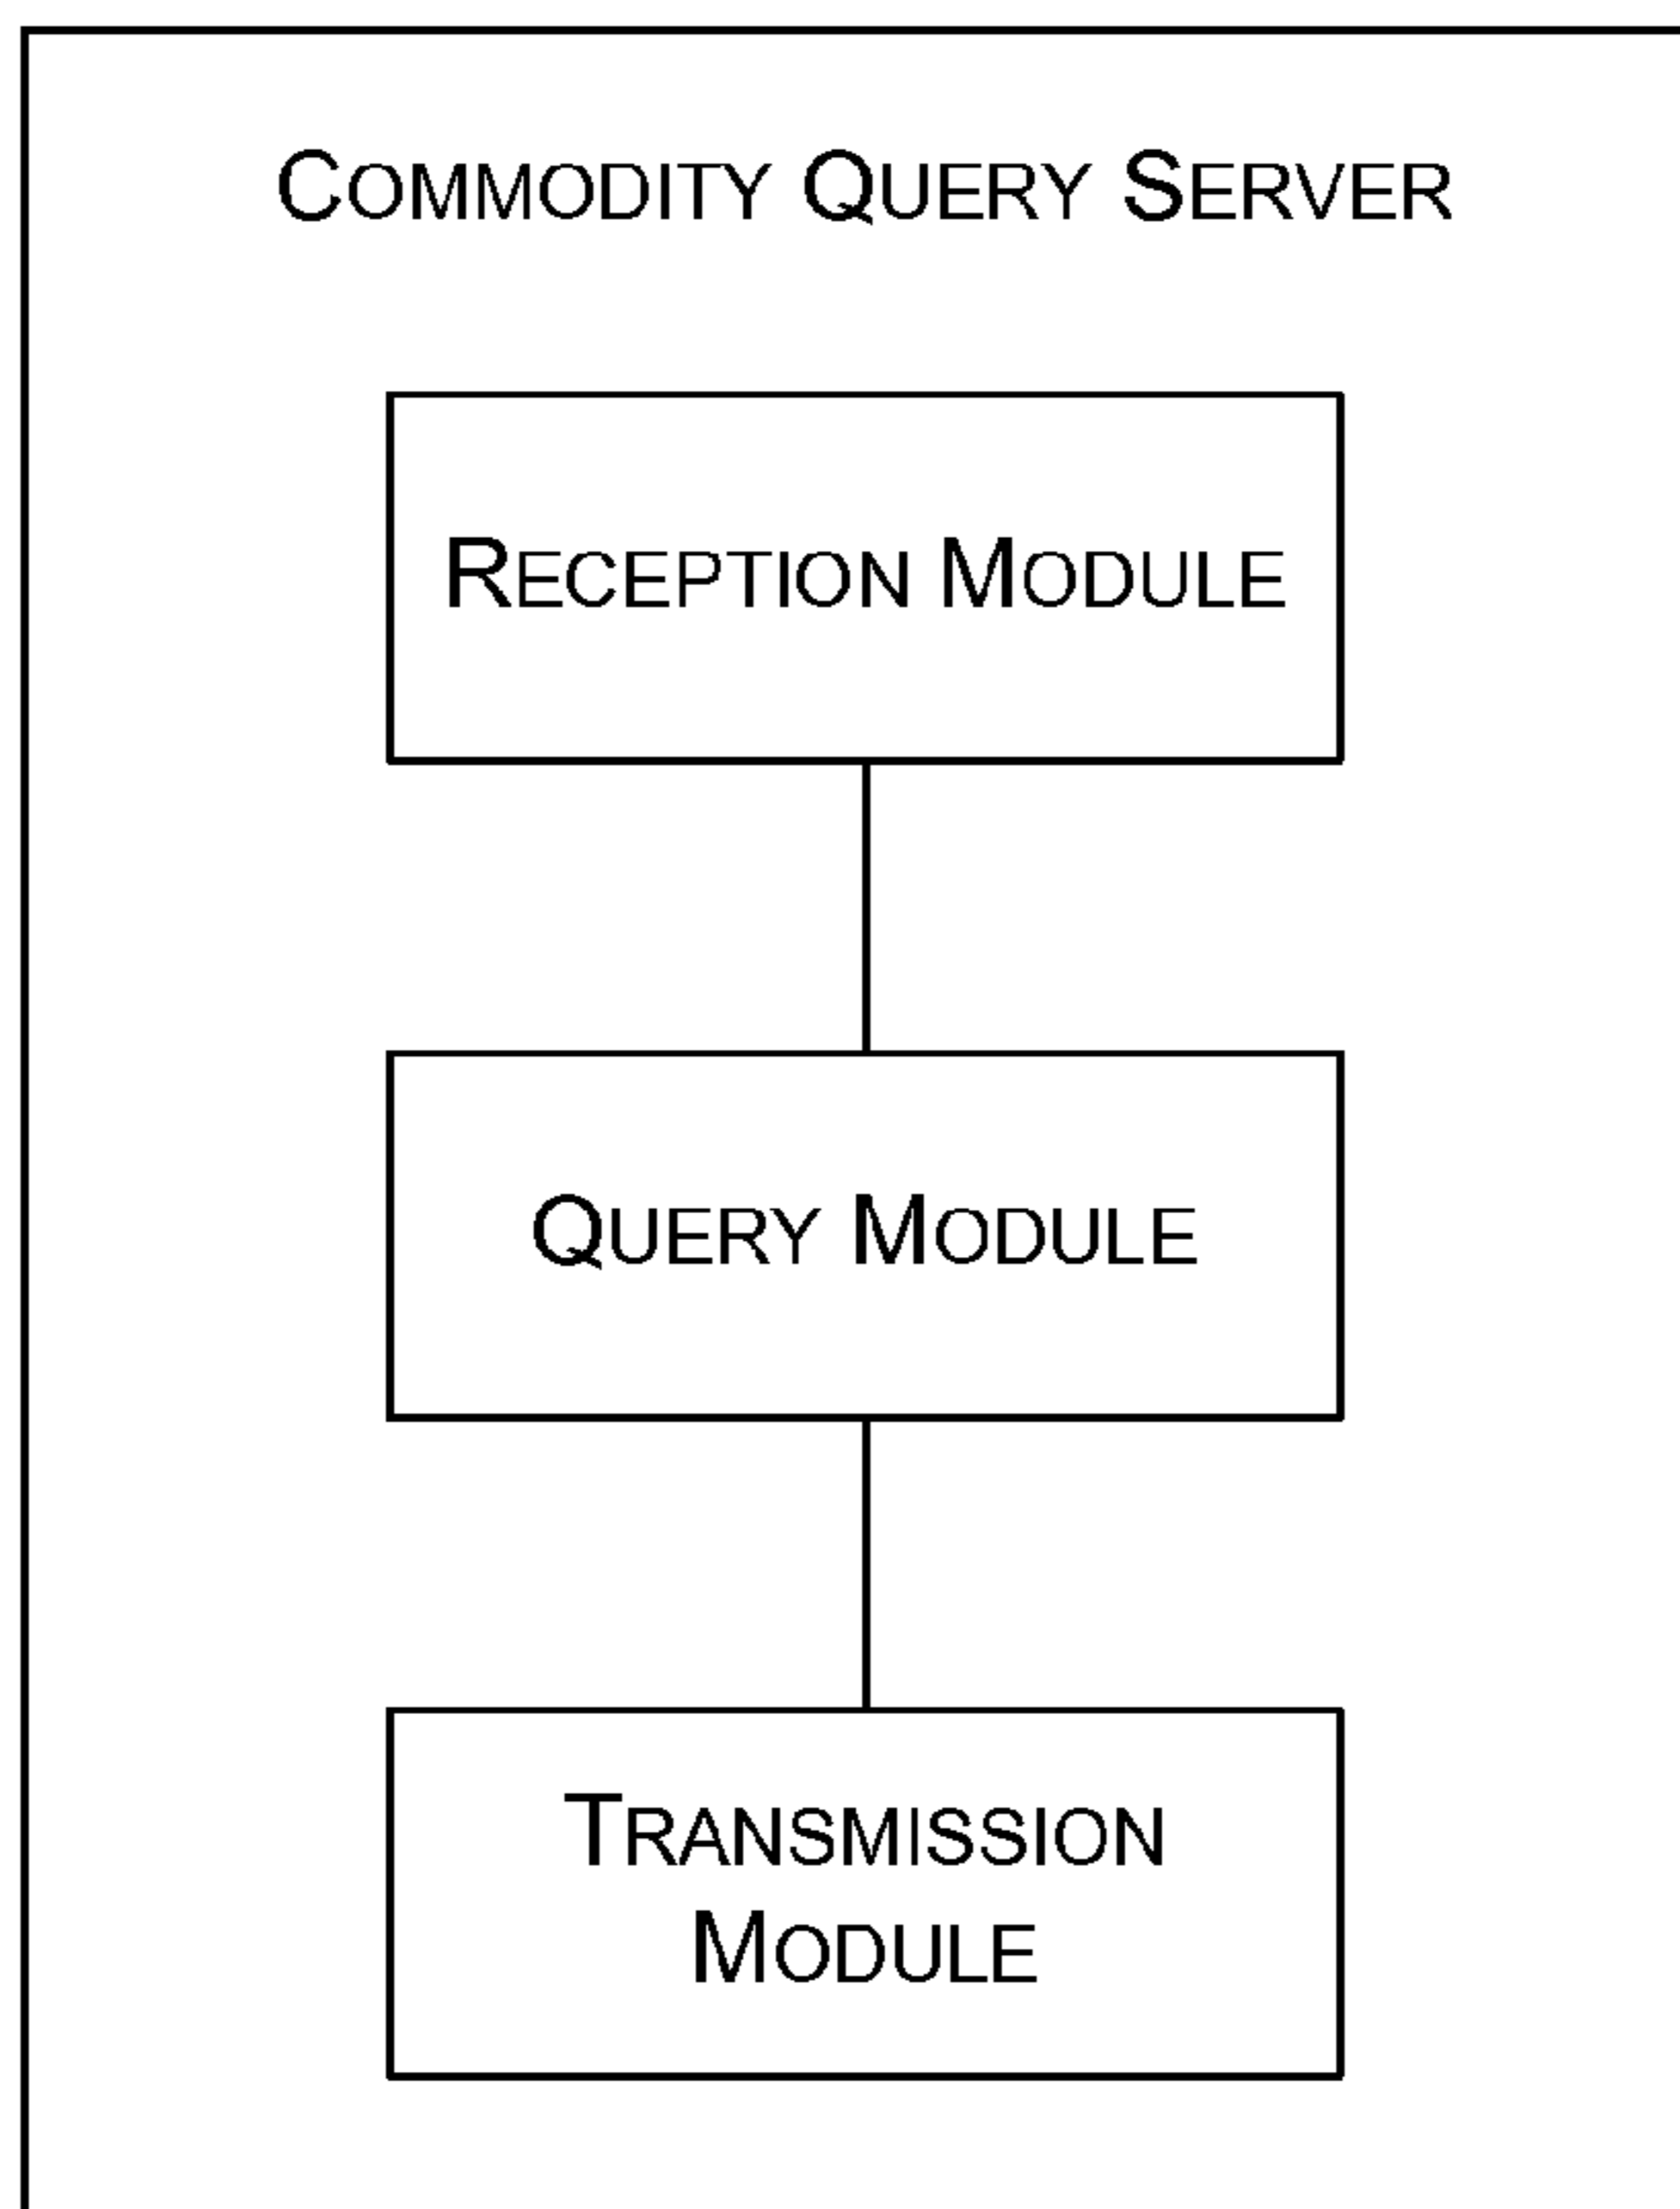 COMMODITY QUERY SERVER
RECEPTION MODULE
QUERY MODULE
TRANSMISSION
MODULE